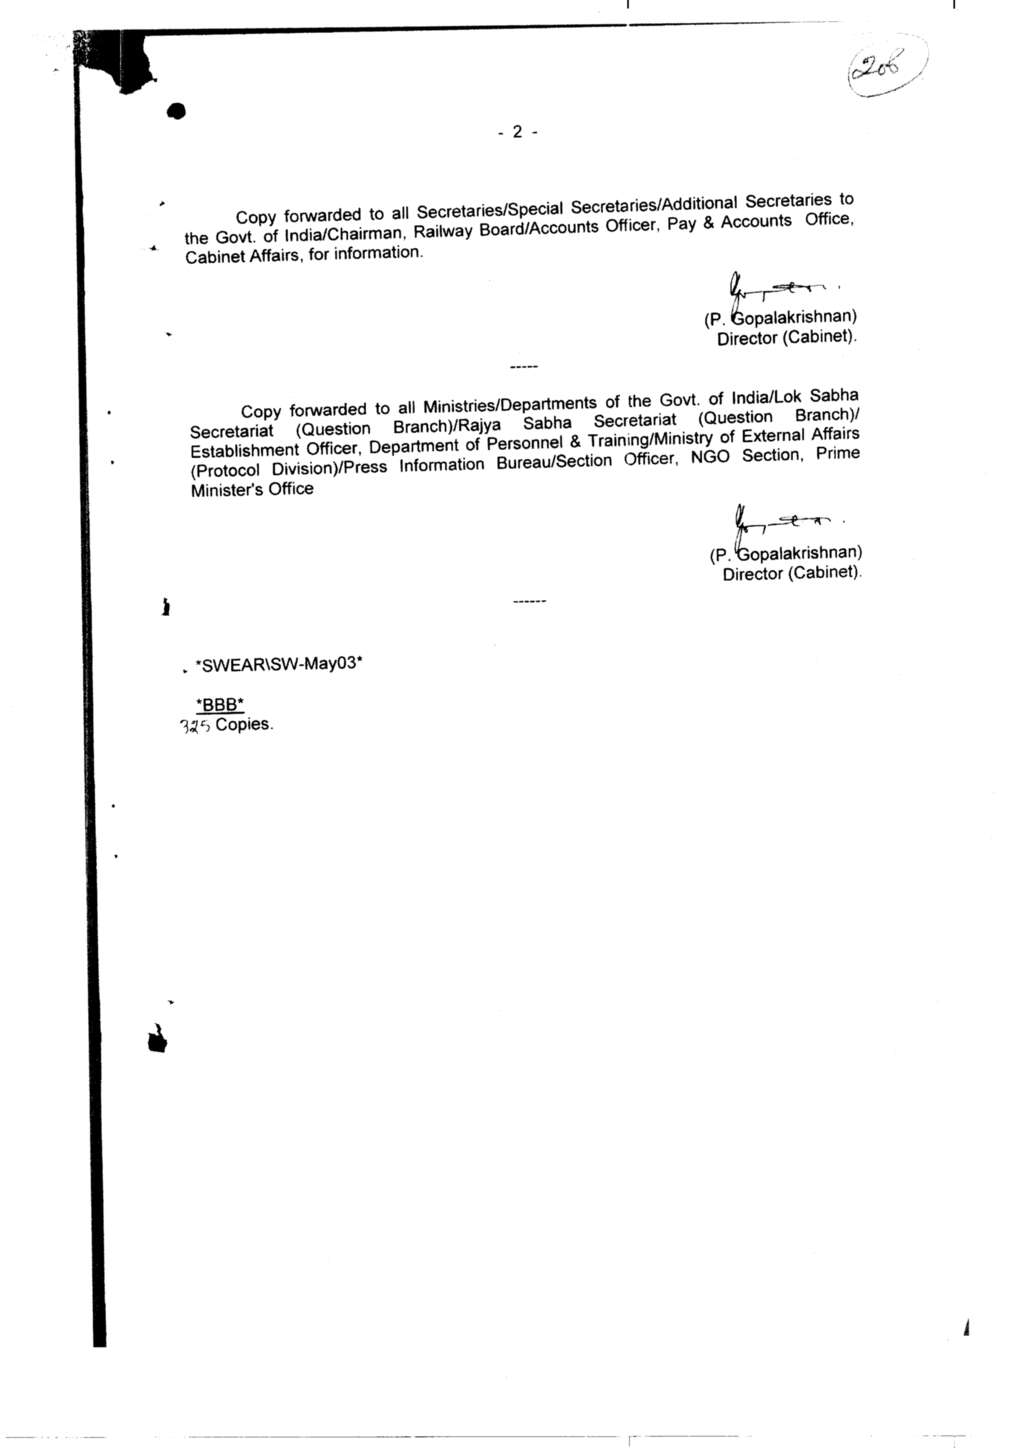 208
- 2 -
Copy forwarded to all Secretaries/Special Secretaries/Additional Secretaries to
the Govt. of India/Chairman, Railway Board/Accounts Officer, Pay & Accounts Office,
Cabinet Affairs, for information.
(P. Gopalakrishnan)
Director (Cabinet).
-----
Copy forwarded to all Ministries/Departments of the Govt. of India/Lok Sabha
Secretariat (Question Branch)/Rajya Sabha Secretariat (Question Branch)/
Establishment Officer, Department of Personnel & Training/Ministry of External Affairs
(Protocol Division)/Press Information Bureau/Section Officer, NGO Section, Prime
Minister's Office
(P. Gopalakrishnan)
Director (Cabinet).
------
*SWEAR\SW-May03*
*BBB*
325 Copies.